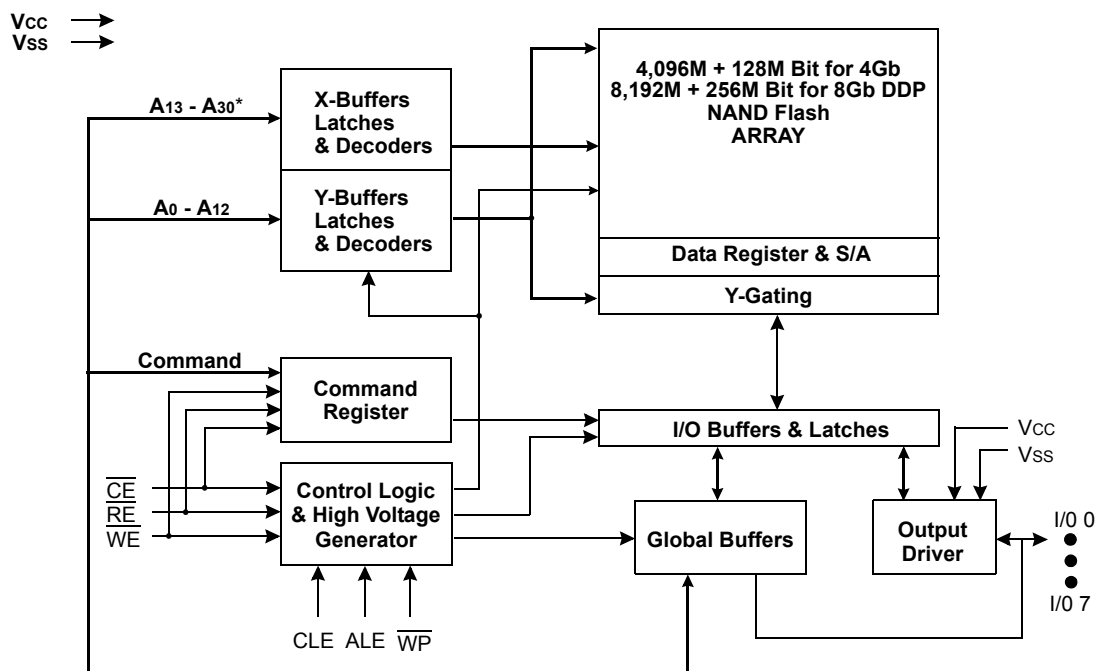 VCC
VSS
A13 - A30*
X-Buffers
Latches
& Decoders
A0 - A12
Y-Buffers
Latches
& Decoders
4,096M + 128M Bit for 4Gb
8,192M + 256M Bit for 8Gb DDP
NAND Flash
ARRAY
Data Register & S/A
Y-Gating
Command
Command
Register
I/O Buffers & Latches
VCC
VSS
CE
RE
WE
Control Logic
& High Voltage
Generator
Global Buffers
Output
Driver
I/0 0
I/0 7
CLE
ALE
WP